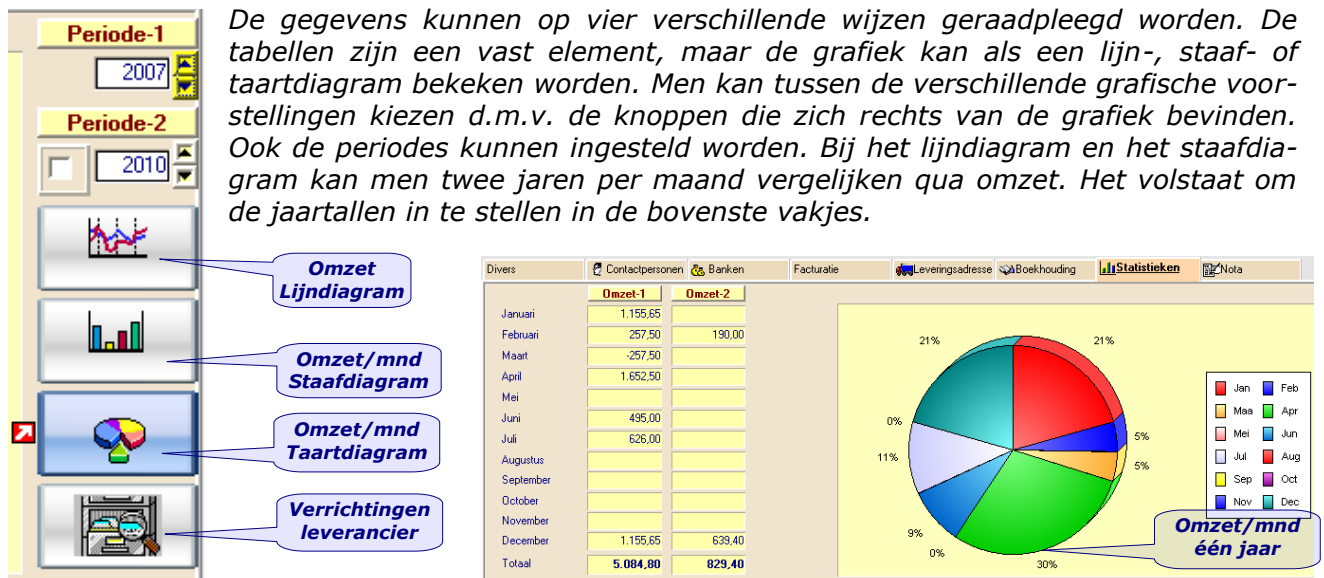 Periode-1
2007
Periode-2
2010
De gegevens kunnen op vier verschillende wijzen geraadpleegd worden. De
tabellen zijn een vast element, maar de grafiek kan als een lijn-, staaf- of
taartdiagram bekeken worden. Men kan tussen de verschillende grafische voor-
stellingen kiezen d.m.v. de knoppen die zich rechts van de grafiek bevinden.
Ook de periodes kunnen ingesteld worden. Bij het lijndiagram en het staafdia-
gram kan men twee jaren per maand vergelijken qua omzet. Het volstaat om
de jaartallen in te stellen in de bovenste vakjes.
Omzet
Lijndiagram
Omzet/mnd
Staafdiagram
Omzet/mnd
Taartdiagram
Verrichtingen
leverancier
Divers Contactpersonen Banken Facturatie Leveringsadresse Boekhouding Statistieken Nota
Omzet-1 Omzet-2
Januari 1.155,65
Februari 257,50 190,00
Maart -257,50
April 1.652,50
Mei
Juni 495,00
Juli 626,00
Augustus
September
October
November
December 1.155,65 639,40
Totaal 5.084,80 829,40
21% 21%
0%
5%
11%
5%
9%
0%
30%
Jan Feb
Maa Apr
Mei Jun
Jul Aug
Sep Oct
Nov Dec
Omzet/mnd
één jaar